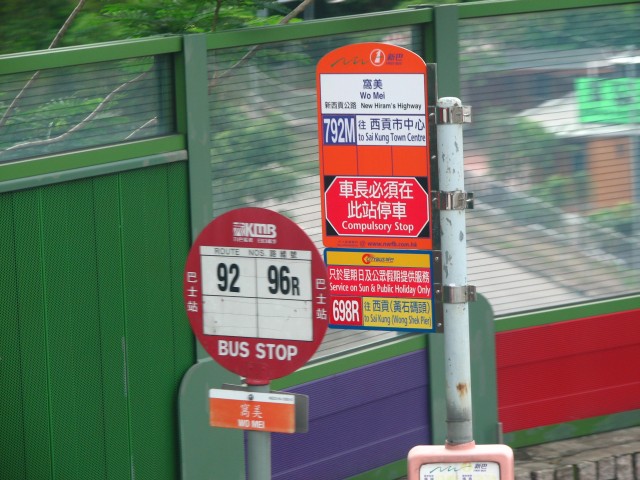 新巴
窩美
Wo Mei
新西貢公路 New Hiram's Highway
792M 往 西貢市中心
to Sai Kung Town Centre
車長必須在
此站停車
Compulsory Stop
只於星期日及公眾假期提供服務
Service on Sun & Public Holiday Only
698R 往 西貢(黃石碼頭)
to Sai Kung (Wong Shek Pier)
KMB
ROUTE NOS. 路線號
92 96R
巴士站
巴士站
BUS STOP
窩美
WO MEI